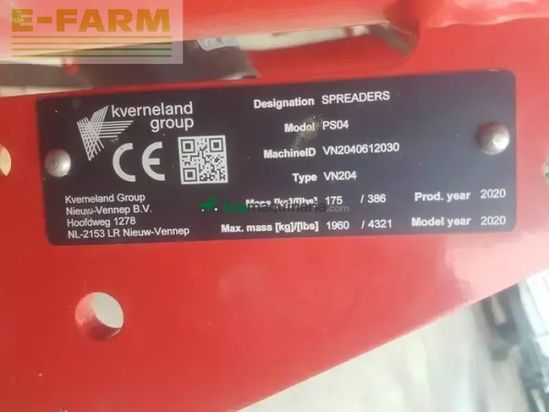 E-FARM
kverneland
group
CE
Kverneland Group
Nieuw-Vennep B.V.
Hoofdweg 1278
NL-2153 LR Nieuw-Vennep
Designation SPREADERS
Model PS04
MachineID VN2040612030
Type VN204
Mass [kg]/[lbs] 175 / 386 Prod. year 2020
Max. mass [kg]/[lbs] 1960 / 4321 Model year 2020
topmaquinaria.com